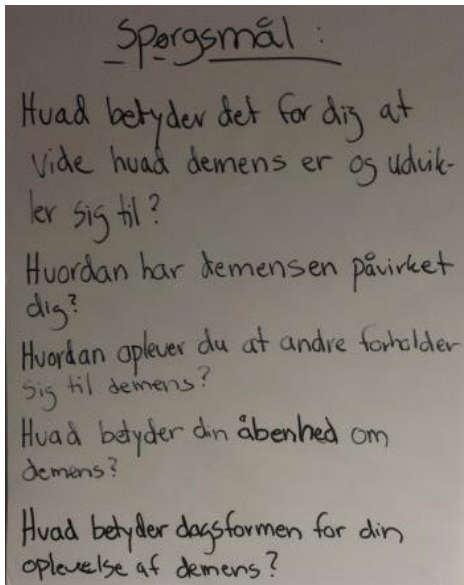 Spørgsmål :
Hvad betyder det for dig at
vide hvad demens er og udvik-
ler sig til?
Hvordan har demensen påvirket
dig?
Hvordan oplever du at andre forholder
sig til demens?
Hvad betyder din åbenhed om
demens?
Hvad betyder dagsformen for din
oplevelse af demens?